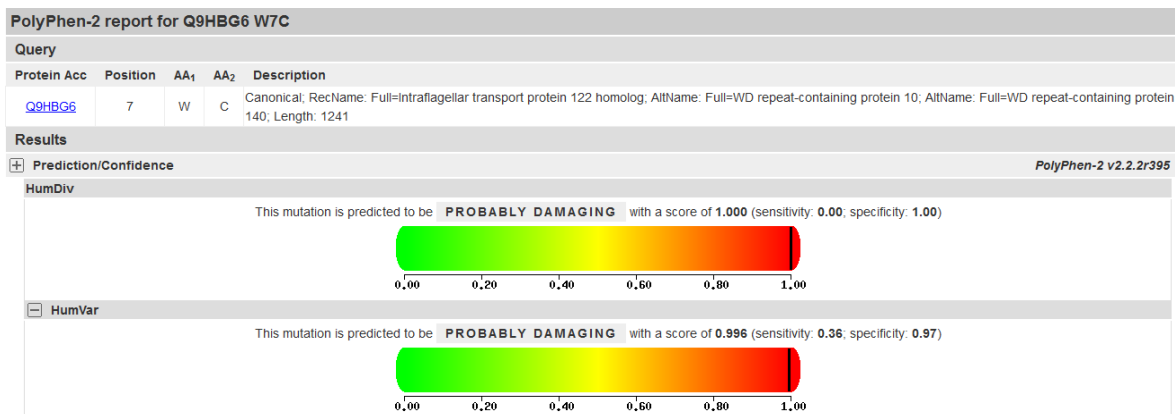 PolyPhen-2 report for Q9HBG6 W7C
Query
Protein Acc Position AA₁ AA₂ Description
Q9HBG6 7 W C Canonical; RecName: Full=Intraflagellar transport protein 122 homolog; AltName: Full=WD repeat-containing protein 10; AltName: Full=WD repeat-containing protein
140; Length: 1241
Results
+ Prediction/Confidence PolyPhen-2 v2.2.2r395
HumDiv
This mutation is predicted to be PROBABLY DAMAGING with a score of 1.000 (sensitivity: 0.00; specificity: 1.00)
0.00 0.20 0.40 0.60 0.80 1.00
− HumVar
This mutation is predicted to be PROBABLY DAMAGING with a score of 0.996 (sensitivity: 0.36; specificity: 0.97)
0.00 0.20 0.40 0.60 0.80 1.00